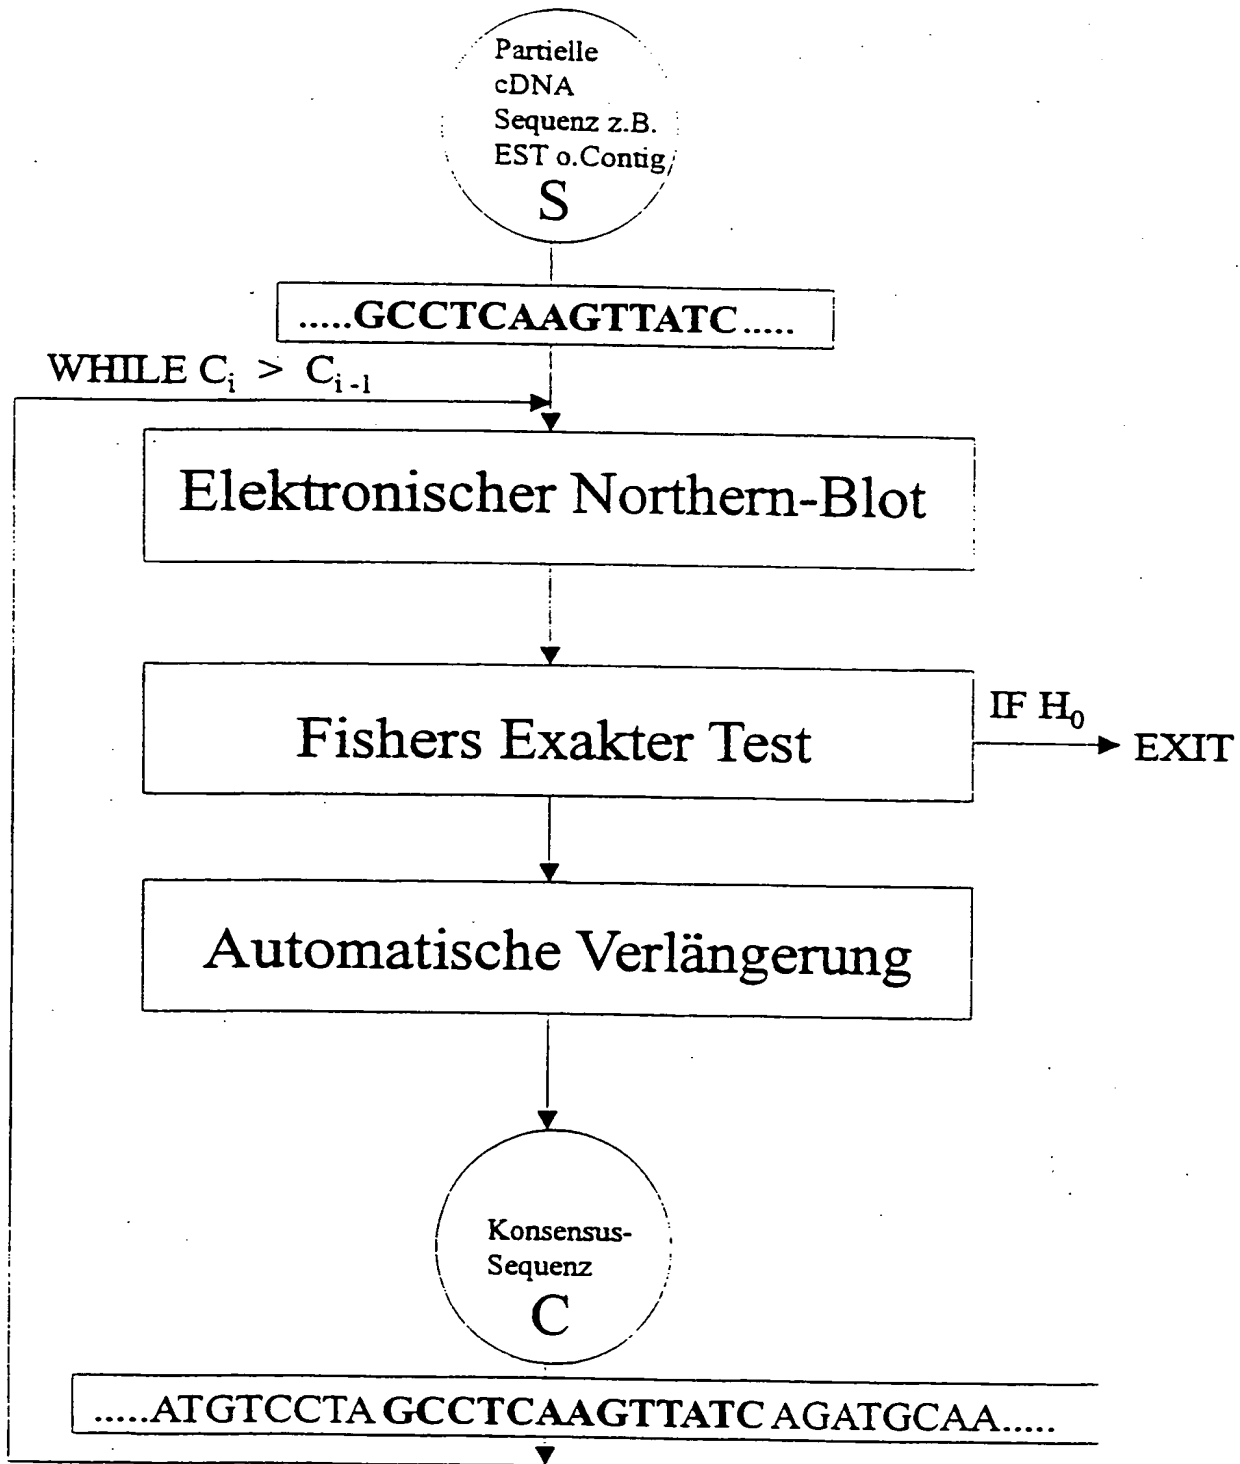 Partielle
cDNA
Sequenz z.B.
EST o.Contig
S
.....GCCTCAAGTTATC.....
WHILE Ci > Ci-1
Elektronischer Northern-Blot
Fishers Exakter Test
IF H0
EXIT
Automatische Verlängerung
Konsensus-
Sequenz
C
.....ATGTCCTA GCCTCAAGTTATC AGATGCAA.....